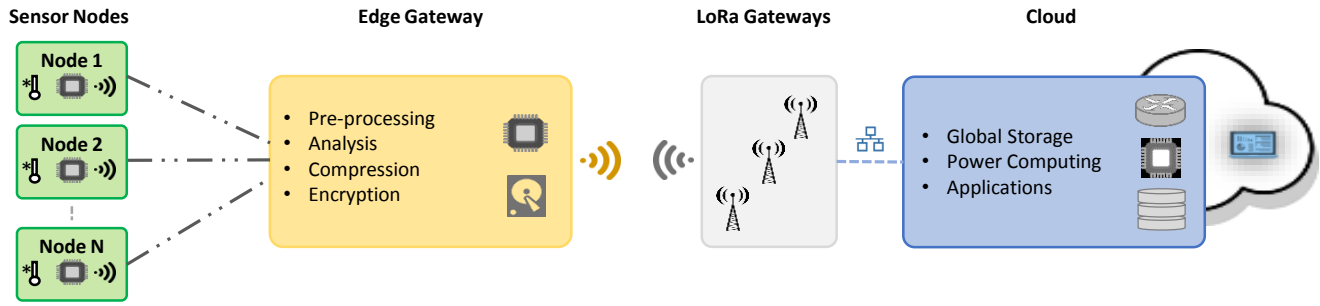 Sensor Nodes
Edge Gateway
LoRa Gateways
Cloud
Node 1
*
Node 2
*
Node N
*
• Pre-processing
• Analysis
• Compression
• Encryption
• Global Storage
• Power Computing
• Applications